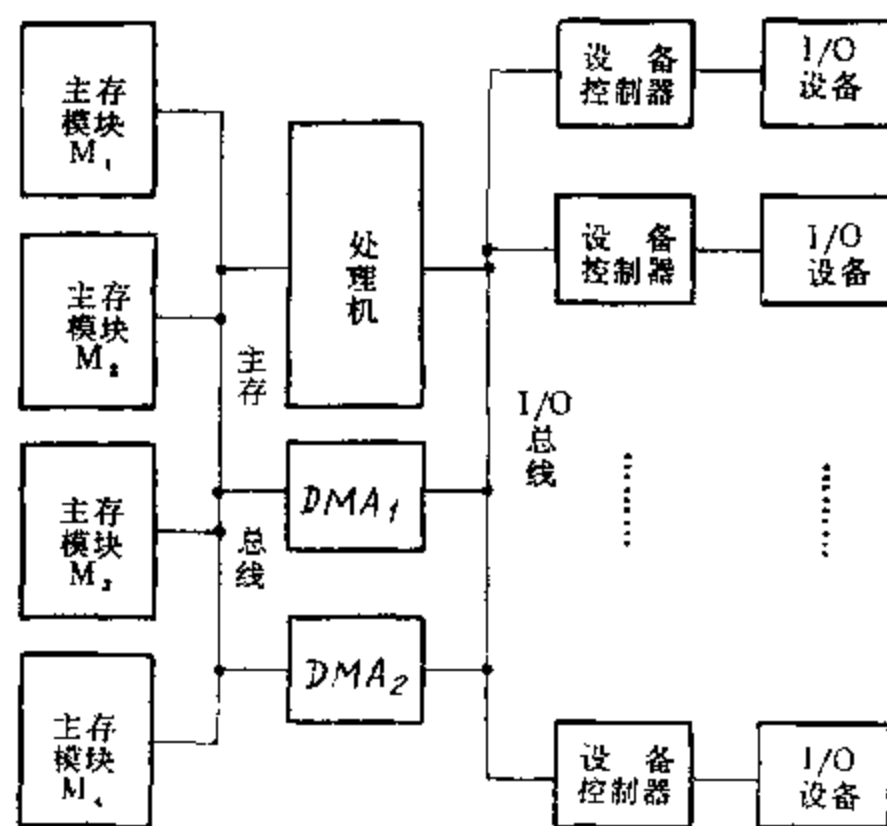 主存
模块
M₁
主存
模块
M₂
主存
模块
M₃
主存
模块
M₄
主存
总线
处理机
DMA₁
DMA₂
I/O
总线
设备
控制器
I/O
设备
设备
控制器
I/O
设备
设备
控制器
I/O
设备